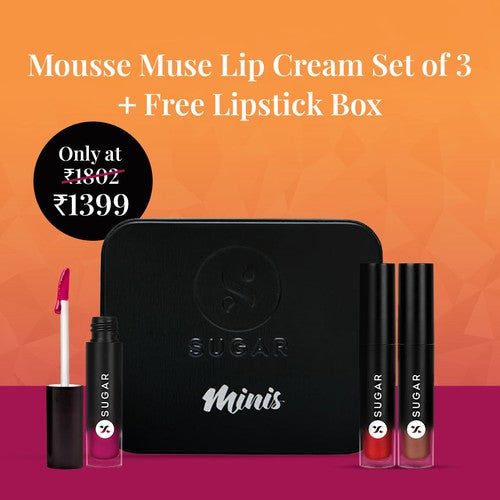 Mousse Muse Lip Cream Set of 3
+ Free Lipstick Box
Only at
₹1802
₹1399
SUGAR
Minis
SUGAR
SUGAR
SUGAR